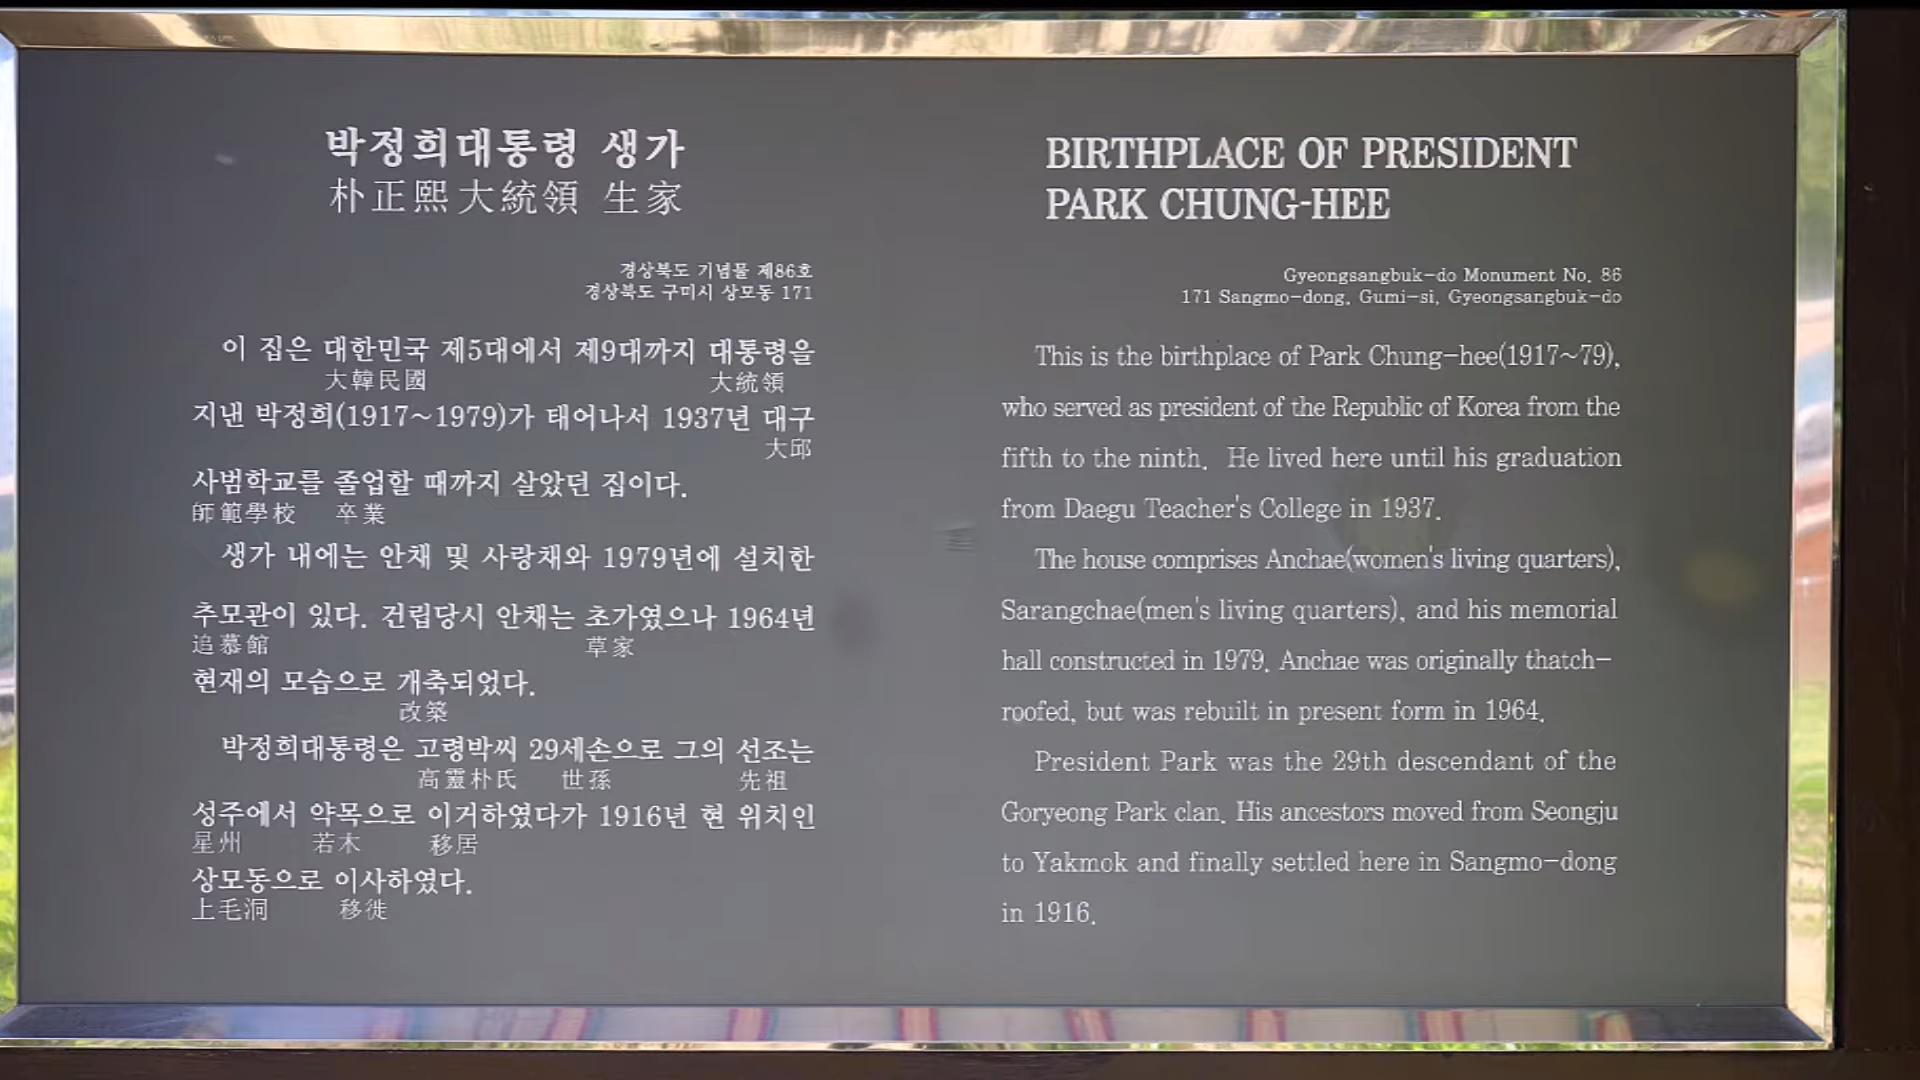 박정희대통령 생가
朴正熙大統領 生家
경상북도 기념물 제86호
경상북도 구미시 상모동 171
이 집은 대한민국 제5대에서 제9대까지 대통령을
大韓民國 大統領
지낸 박정희(1917~1979)가 태어나서 1937년 대구
大邱
사범학교를 졸업할 때까지 살았던 집이다.
師範學校 卒業
생가 내에는 안채 및 사랑채와 1979년에 설치한
추모관이 있다. 건립당시 안채는 초가였으나 1964년
追慕館 草家
현재의 모습으로 개축되었다.
改築
박정희대통령은 고령박씨 29세손으로 그의 선조는
高靈朴氏 世孫 先祖
성주에서 약목으로 이거하였다가 1916년 현 위치인
星州 若木 移居
상모동으로 이사하였다.
上毛洞 移徙
BIRTHPLACE OF PRESIDENT
PARK CHUNG-HEE
Gyeongsangbuk-do Monument No. 86
171 Sangmo-dong, Gumi-si, Gyeongsangbuk-do
This is the birthplace of Park Chung-hee(1917~79),
who served as president of the Republic of Korea from the
fifth to the ninth. He lived here until his graduation
from Daegu Teacher's College in 1937.
The house comprises Anchae(women's living quarters),
Sarangchae(men's living quarters), and his memorial
hall constructed in 1979. Anchae was originally thatch-
roofed, but was rebuilt in present form in 1964.
President Park was the 29th descendant of the
Goryeong Park clan. His ancestors moved from Seongju
to Yakmok and finally settled here in Sangmo-dong
in 1916.